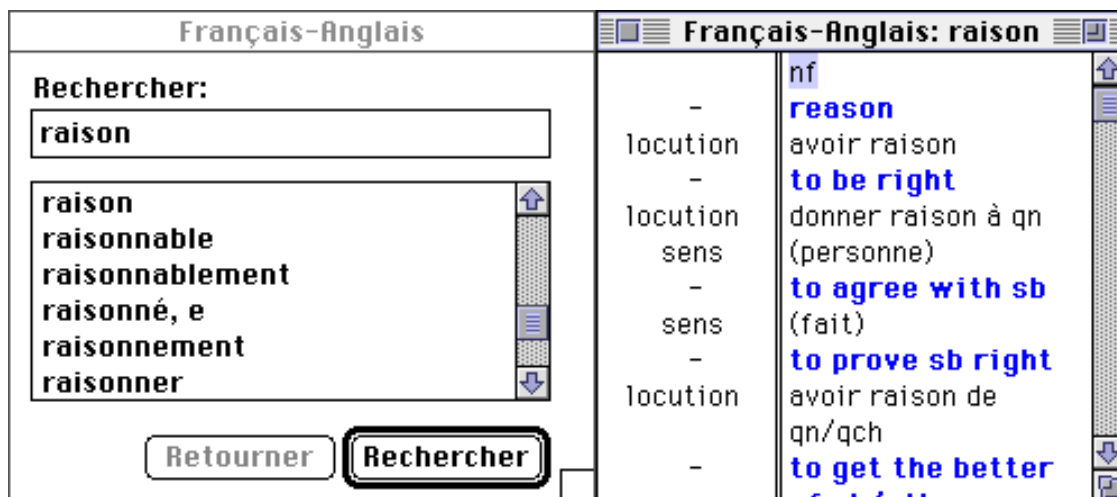 Français-Anglais
Rechercher:
raison
raison
raisonnable
raisonnablement
raisonné, e
raisonnement
raisonner
Retourner Rechercher
Français-Anglais: raison
nf
- reason
locution avoir raison
- to be right
locution donner raison à qn
sens (personne)
- to agree with sb
sens (fait)
- to prove sb right
locution avoir raison de
qn/qch
- to get the better